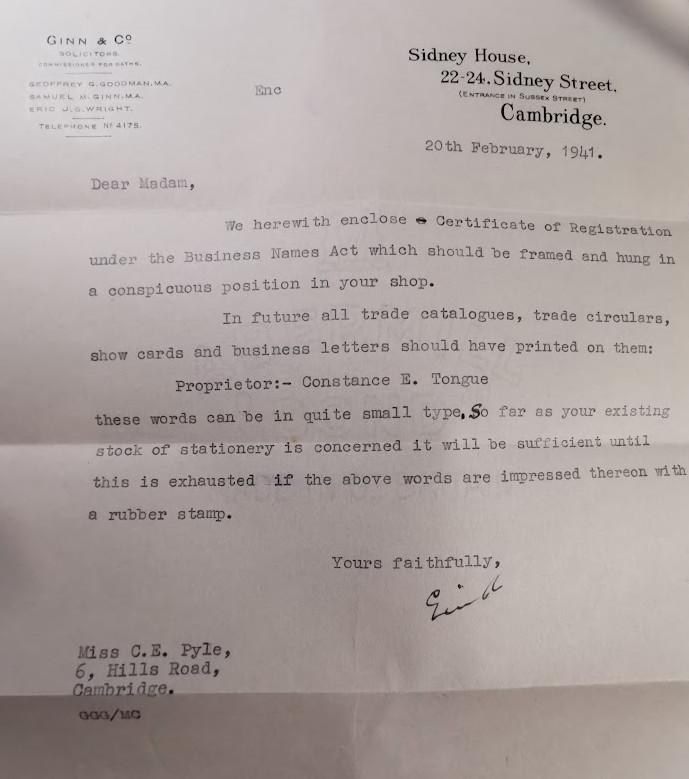 GINN & Cº
SOLICITORS.
COMMISSIONERS FOR OATHS.
GEOFFREY G. GOODMAN, M.A.
SAMUEL M. GINN, M.A.
ERIC J. G. WRIGHT.
TELEPHONE Nº 4175.
Enc
Sidney House,
22-24, Sidney Street,
(ENTRANCE IN SUSSEX STREET)
Cambridge.
20th February, 1941.
Dear Madam,
We herewith enclose Certificate of Registration
under the Business Names Act which should be framed and hung in
a conspicuous position in your shop.
In future all trade catalogues, trade circulars,
show cards and business letters should have printed on them:
Proprietor:- Constance E. Tongue
these words can be in quite small type, So far as your existing
stock of stationery is concerned it will be sufficient until
this is exhausted if the above words are impressed thereon with
a rubber stamp.
Yours faithfully,
Miss C.E. Pyle,
6, Hills Road,
Cambridge.
GGG/MC